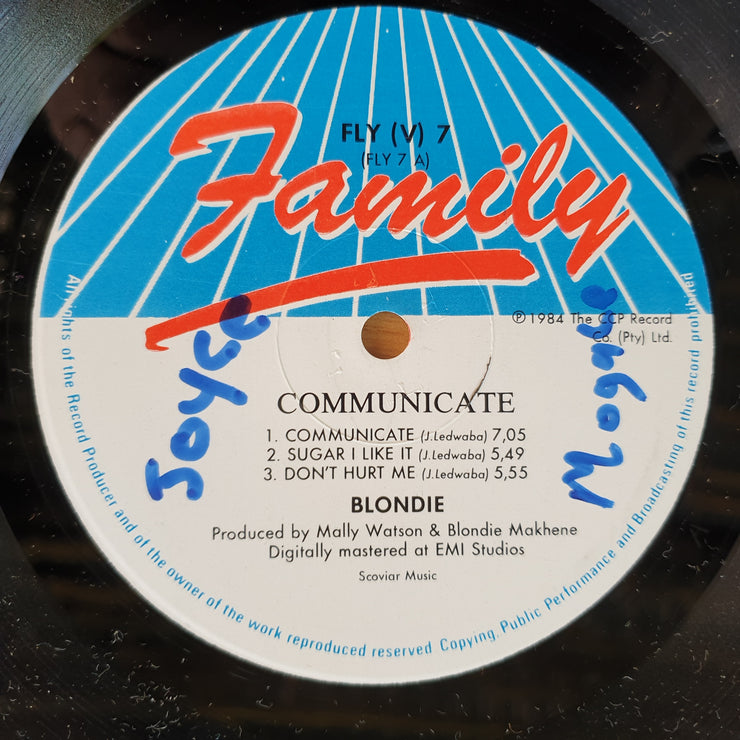 FLY (V) 7
(FLY 7 A)
Family
℗ 1984 The CCP Record
Co. (Pty) Ltd.
Joyce
COMMUNICATE
1. COMMUNICATE (J.Ledwaba) 7,05
2. SUGAR I LIKE IT (J.Ledwaba) 5,49
3. DON'T HURT ME (J.Ledwaba) 5,55
BLONDIE
Produced by Mally Watson & Blondie Makhene
Digitally mastered at EMI Studios
Scoviar Music
All rights of the Record Producer and of the owner of the work reproduced reserved. Copying, Public Performance and Broadcasting of this record prohibited